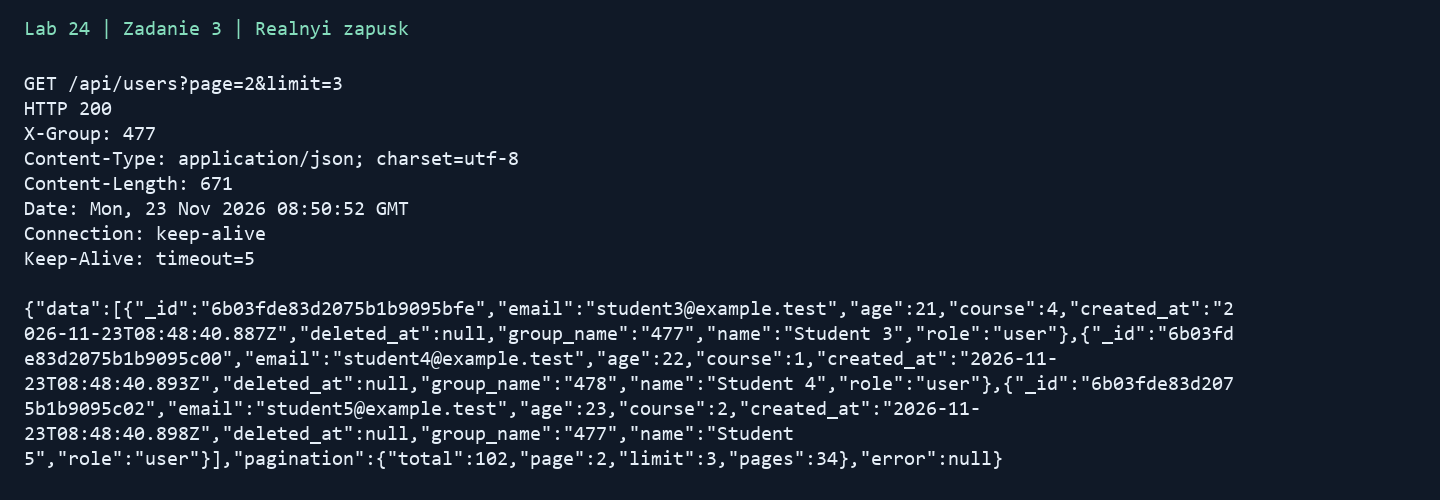 Lab 24 | Zadanie 3 | Realnyi zapusk
GET /api/users?page=2&limit=3
HTTP 200
X-Group: 477
Content-Type: application/json; charset=utf-8
Content-Length: 671
Date: Mon, 23 Nov 2026 08:50:52 GMT
Connection: keep-alive
Keep-Alive: timeout=5
{"data":[{"_id":"6b03fde83d2075b1b9095bfe","email":"student3@example.test","age":21,"course":4,"created_at":"2
026-11-23T08:48:40.887Z","deleted_at":null,"group_name":"477","name":"Student 3","role":"user"},{"_id":"6b03fd
e83d2075b1b9095c00","email":"student4@example.test","age":22,"course":1,"created_at":"2026-11-
23T08:48:40.893Z","deleted_at":null,"group_name":"478","name":"Student 4","role":"user"},{"_id":"6b03fde83d207
5b1b9095c02","email":"student5@example.test","age":23,"course":2,"created_at":"2026-11-
23T08:48:40.898Z","deleted_at":null,"group_name":"477","name":"Student
5","role":"user"}],"pagination":{"total":102,"page":2,"limit":3,"pages":34},"error":null}